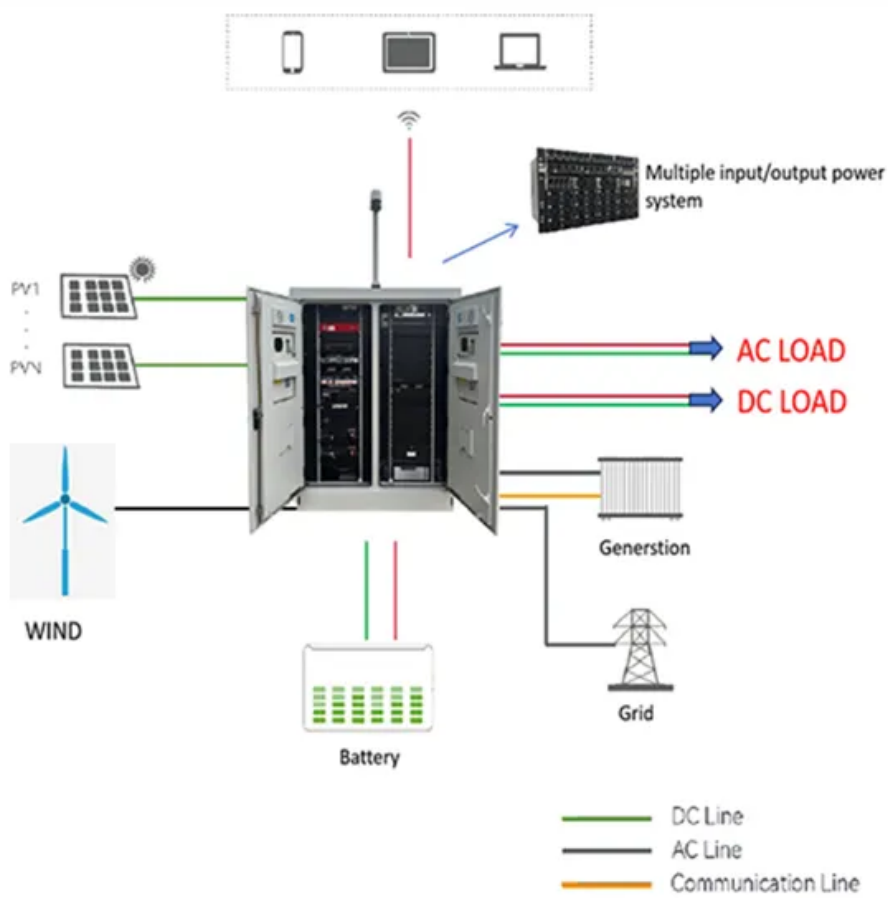 Multiple input/output power
system
PV1
PVN
AC LOAD
DC LOAD
Generstion
WIND
Grid
Battery
DC Line
AC Line
Communication Line